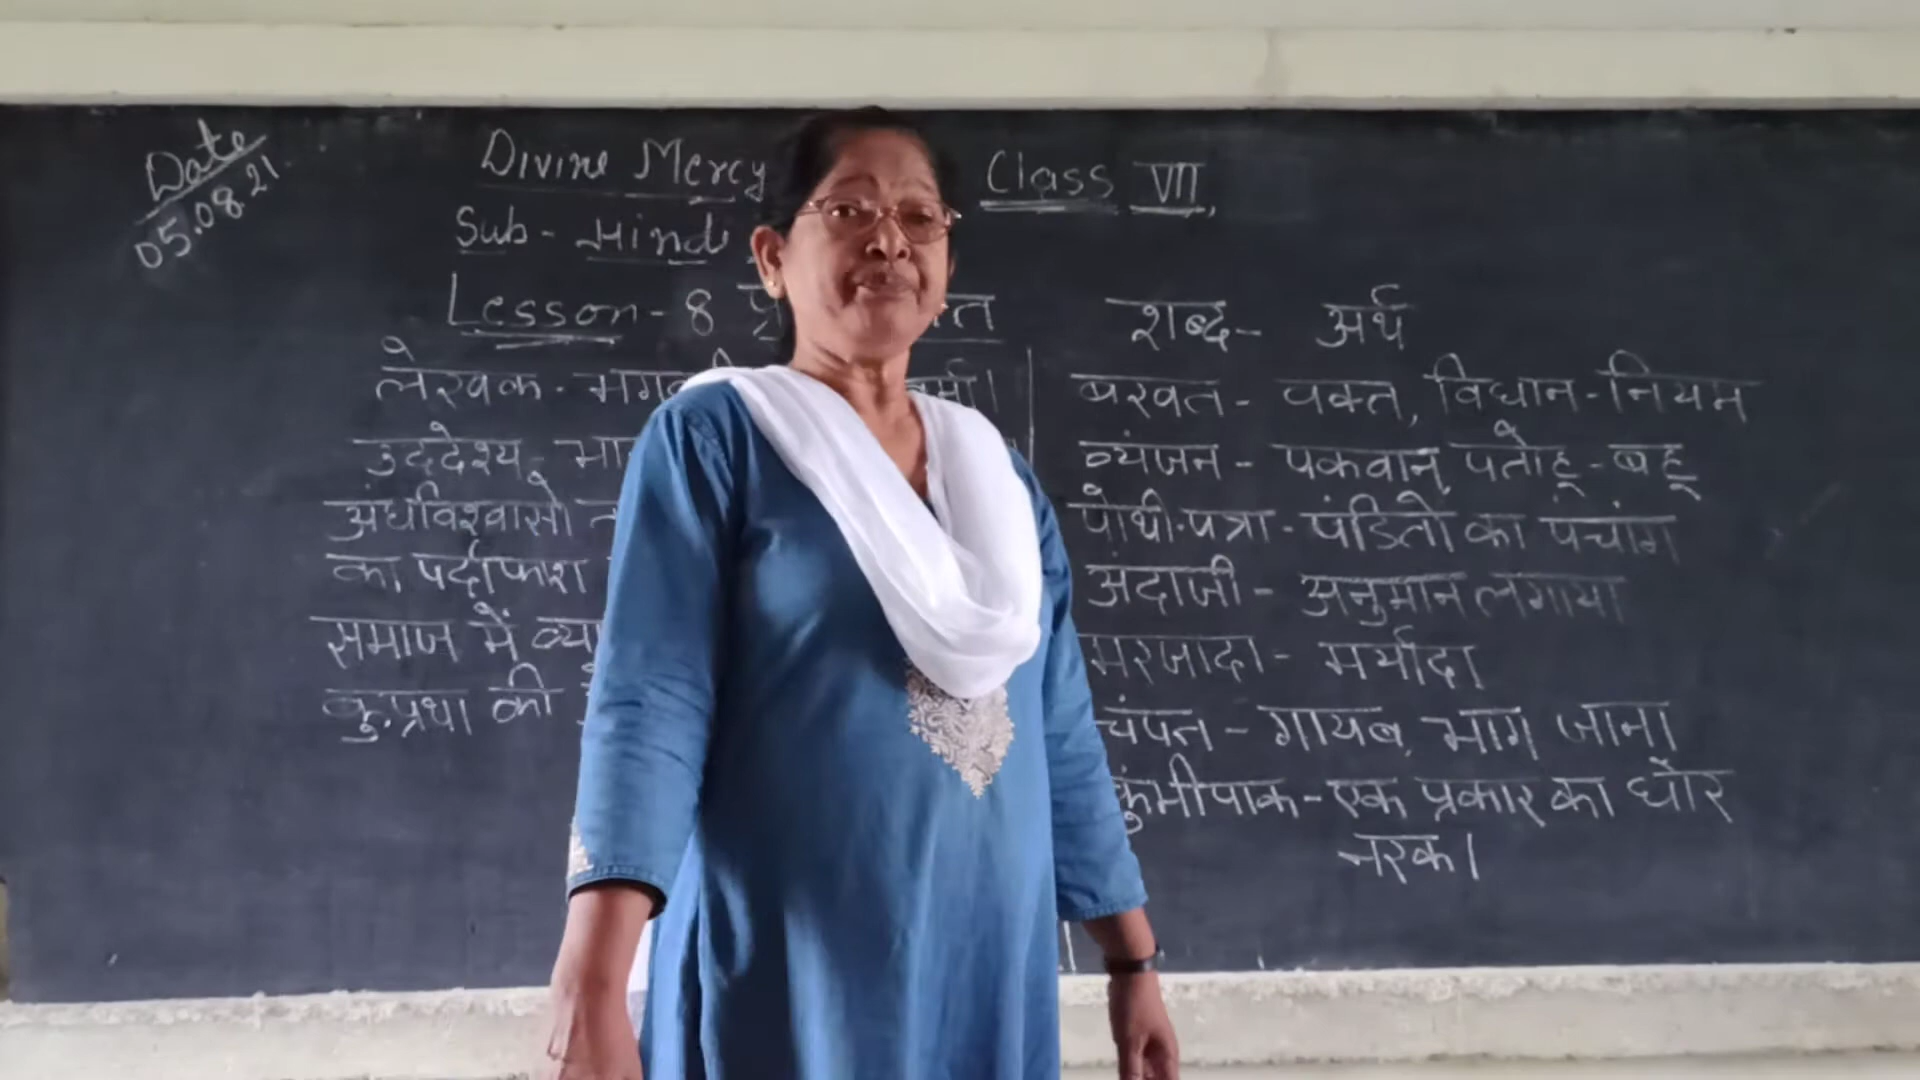 Date
05.08.21
Divine Mercy Class VII
Sub - Hindi
Lesson - 8
लेखक -
उद्देश्य -
अंधविश्वासों
का पर्दाफाश
समाज में
कु.प्रथा की
शब्द - अर्थ
बखत - वक्त, विधान - नियम
व्यंजन - पकवान, पतोहू - बहू
पोथी-पत्रा - पंडितो का पंचांग
अंदाजी - अनुमान लगाया
मरजादा - मर्यादा
चंपत - गायब, भाग जाना
कुंभीपाक - एक प्रकार का घोर
नरक।